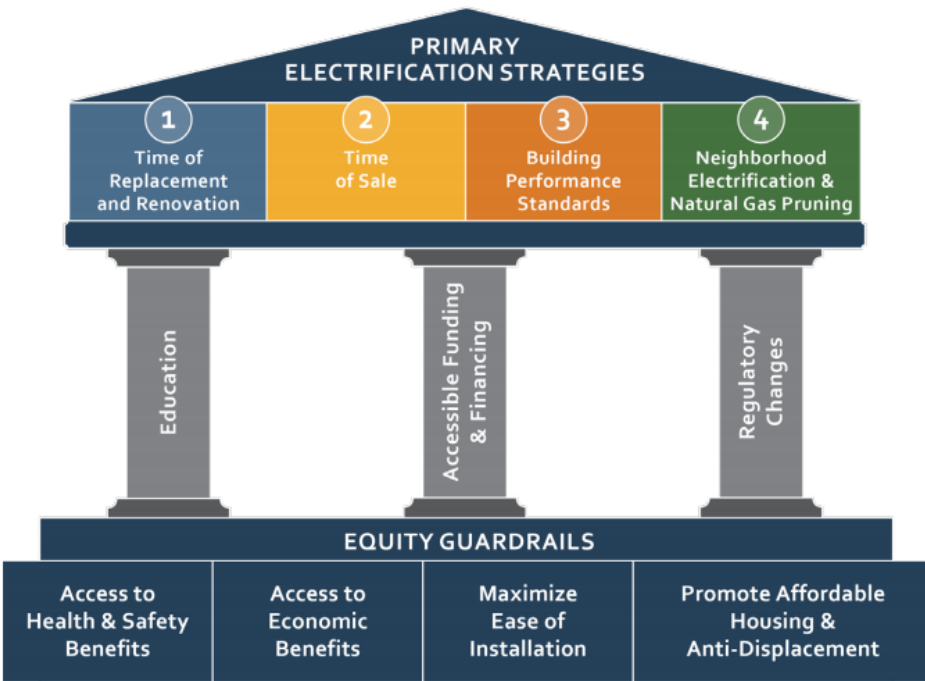 PRIMARY
ELECTRIFICATION STRATEGIES
1
Time of
Replacement
and Renovation
2
Time
of Sale
3
Building
Performance
Standards
4
Neighborhood
Electrification &
Natural Gas Pruning
Education
Accessible Funding
& Financing
Regulatory
Changes
EQUITY GUARDRAILS
Access to
Health & Safety
Benefits
Access to
Economic
Benefits
Maximize
Ease of
Installation
Promote Affordable
Housing &
Anti-Displacement